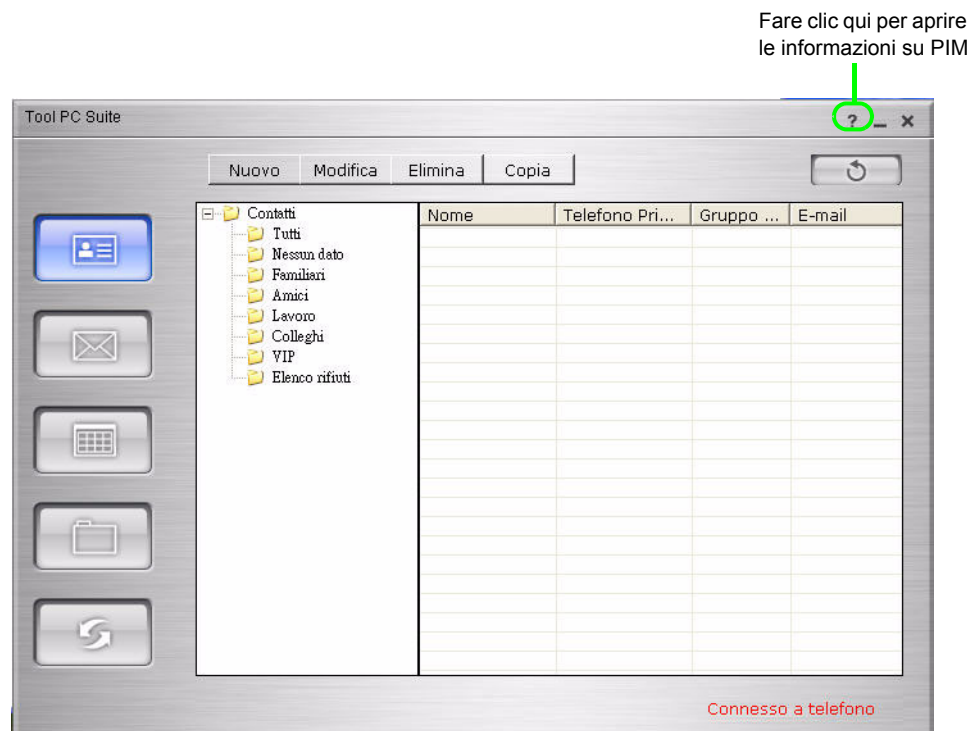 Fare clic qui per aprire
le informazioni su PIM
Tool PC Suite
?
Nuovo Modifica Elimina Copia
Contatti
Tutti
Nessun dato
Familiari
Amici
Lavoro
Colleghi
VIP
Elenco rifiuti
Nome Telefono Pri... Gruppo ... E-mail
Connesso a telefono